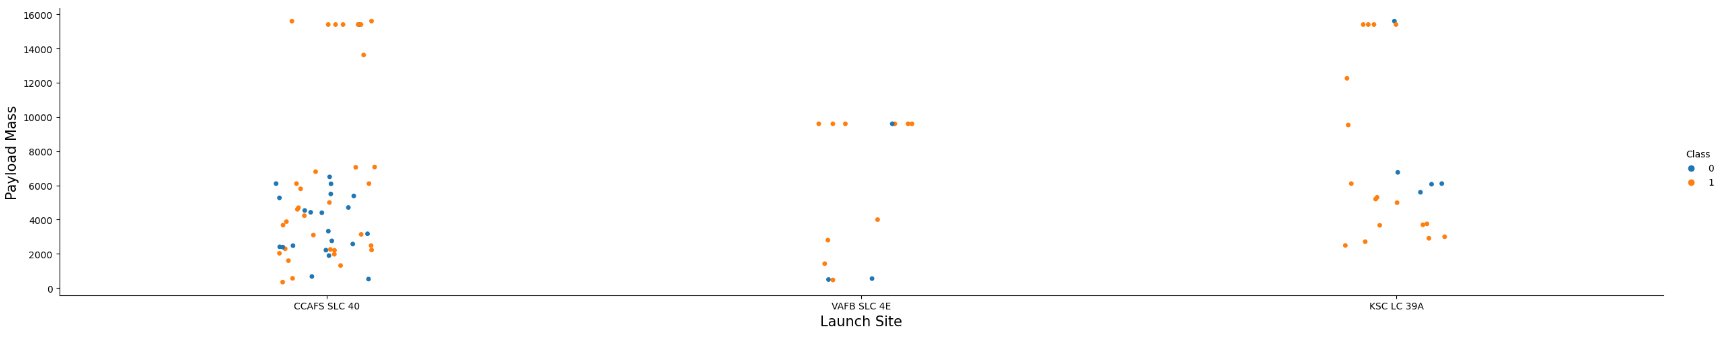 16000
14000
12000
10000
8000
6000
4000
2000
0
Payload Mass
CCAFS SLC 40
VAFB SLC 4E
KSC LC 39A
Launch Site
Class
0
1